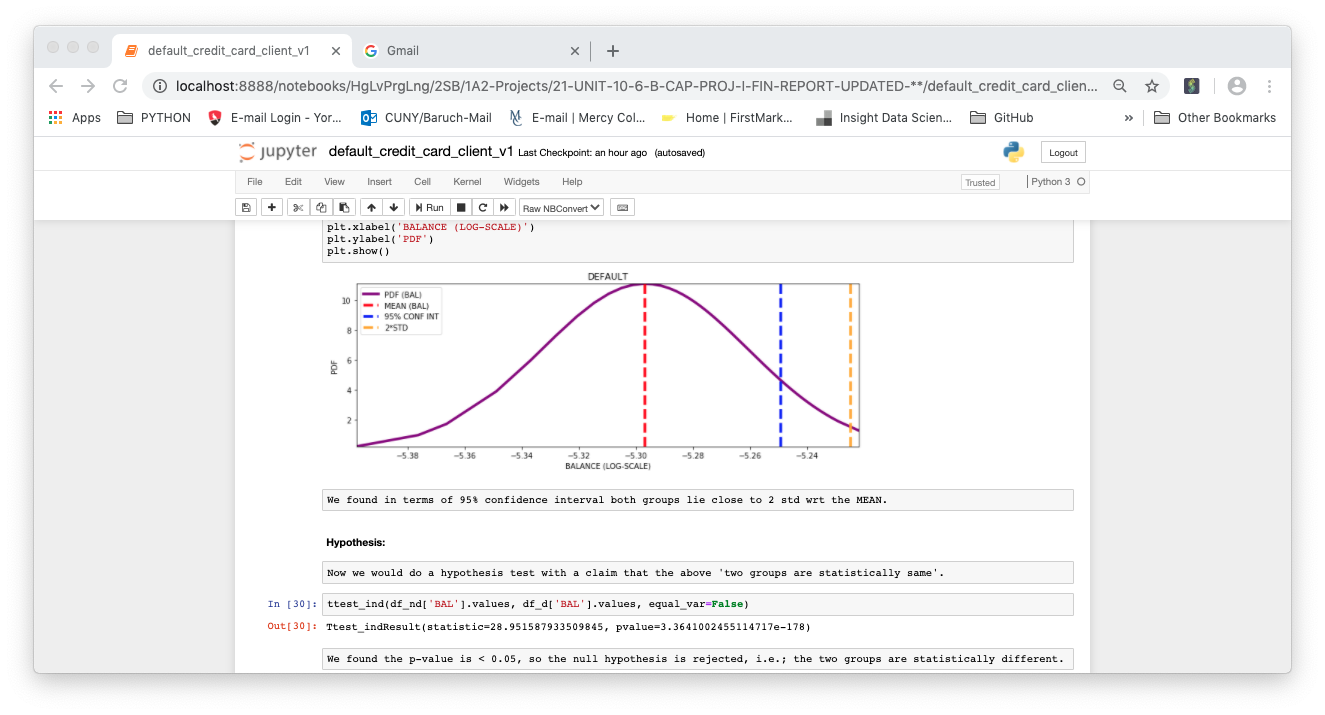 default_credit_card_client_v1
Gmail
localhost:8888/notebooks/HgLvPrgLng/2SB/1A2-Projects/21-UNIT-10-6-B-CAP-PROJ-I-FIN-REPORT-UPDATED-**/default_credit_card_clien...
Apps PYTHON E-mail Login - Yor... CUNY/Baruch-Mail E-mail | Mercy Col... Home | FirstMark... Insight Data Scien... GitHub » Other Bookmarks
jupyter default_credit_card_client_v1 Last Checkpoint: an hour ago (autosaved) Logout
File Edit View Insert Cell Kernel Widgets Help Trusted Python 3
Run Raw NBConvert
plt.xlabel('BALANCE (LOG-SCALE)')
plt.ylabel('PDF')
plt.show()
DEFAULT
PDF (BAL)
MEAN (BAL)
95% CONF INT
2*STD
10
8
6
4
2
PDF
−5.38 −5.36 −5.34 −5.32 −5.30 −5.28 −5.26 −5.24
BALANCE (LOG-SCALE)
We found in terms of 95% confidence interval both groups lie close to 2 std wrt the MEAN.
Hypothesis:
Now we would do a hypothesis test with a claim that the above 'two groups are statistically same'.
In [30]: ttest_ind(df_nd['BAL'].values, df_d['BAL'].values, equal_var=False)
Out[30]: Ttest_indResult(statistic=28.951587933509845, pvalue=3.3641002455114717e-178)
We found the p-value is < 0.05, so the null hypothesis is rejected, i.e.; the two groups are statistically different.